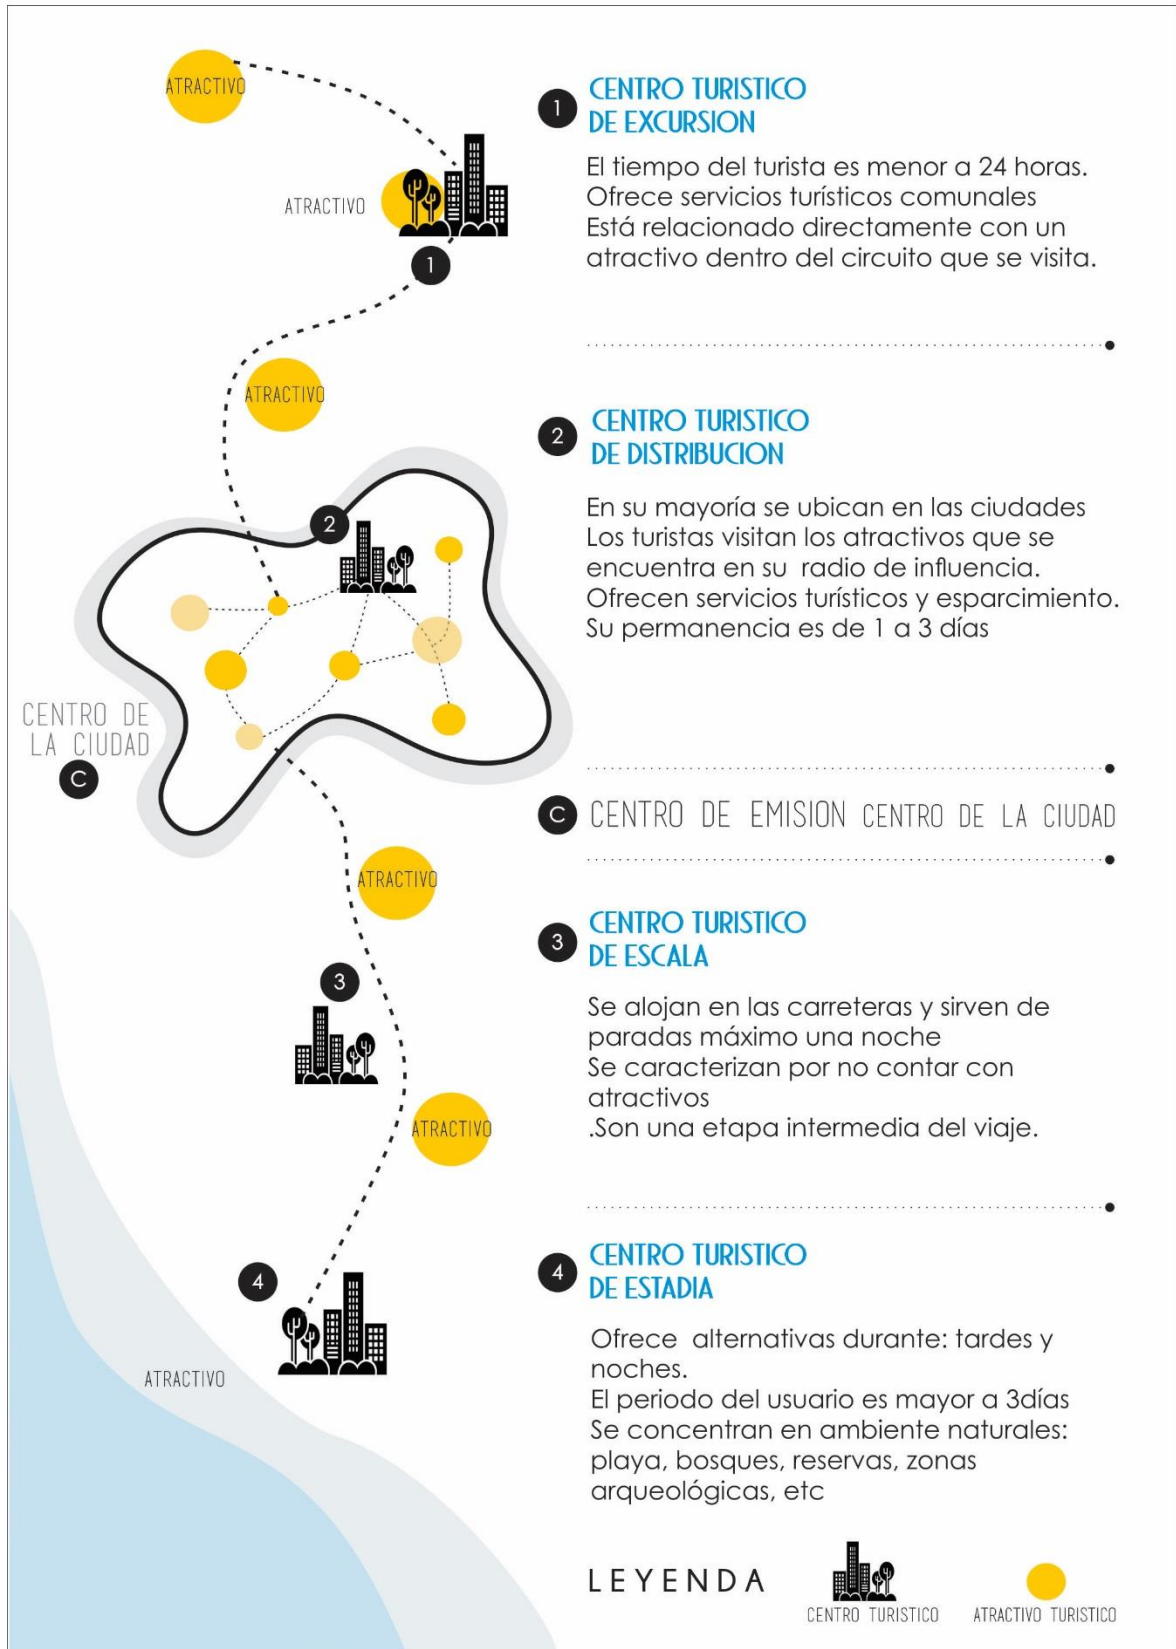 ATRACTIVO
1
CENTRO TURISTICO
DE EXCURSION
El tiempo del turista es menor a 24 horas.
Ofrece servicios turísticos comunales
Está relacionado directamente con un
atractivo dentro del circuito que se visita.
ATRACTIVO
1
ATRACTIVO
2
CENTRO TURISTICO
DE DISTRIBUCION
En su mayoría se ubican en las ciudades
Los turistas visitan los atractivos que se
encuentra en su radio de influencia.
Ofrecen servicios turísticos y esparcimiento.
Su permanencia es de 1 a 3 días
2
CENTRO DE
LA CIUDAD
C
C CENTRO DE EMISION CENTRO DE LA CIUDAD
ATRACTIVO
3
CENTRO TURISTICO
DE ESCALA
Se alojan en las carreteras y sirven de
paradas máximo una noche
Se caracterizan por no contar con
atractivos
.Son una etapa intermedia del viaje.
3
ATRACTIVO
4
CENTRO TURISTICO
DE ESTADIA
Ofrece alternativas durante: tardes y
noches.
El periodo del usuario es mayor a 3días
Se concentran en ambiente naturales:
playa, bosques, reservas, zonas
arqueológicas, etc
4
ATRACTIVO
LEYENDA
CENTRO TURISTICO
ATRACTIVO TURISTICO